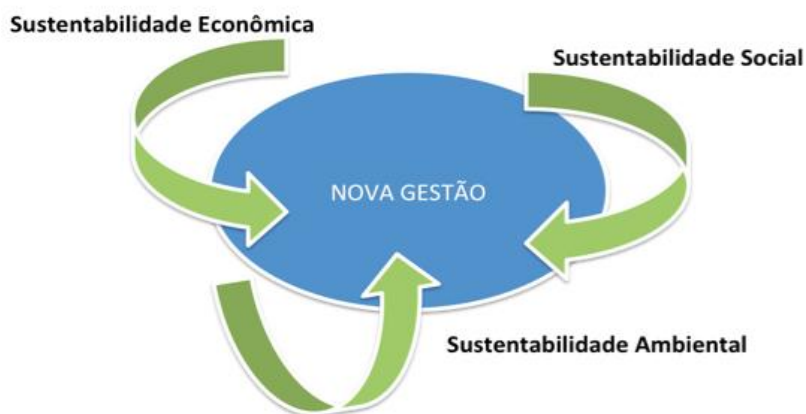 Sustentabilidade Econômica
Sustentabilidade Social
NOVA GESTÃO
Sustentabilidade Ambiental